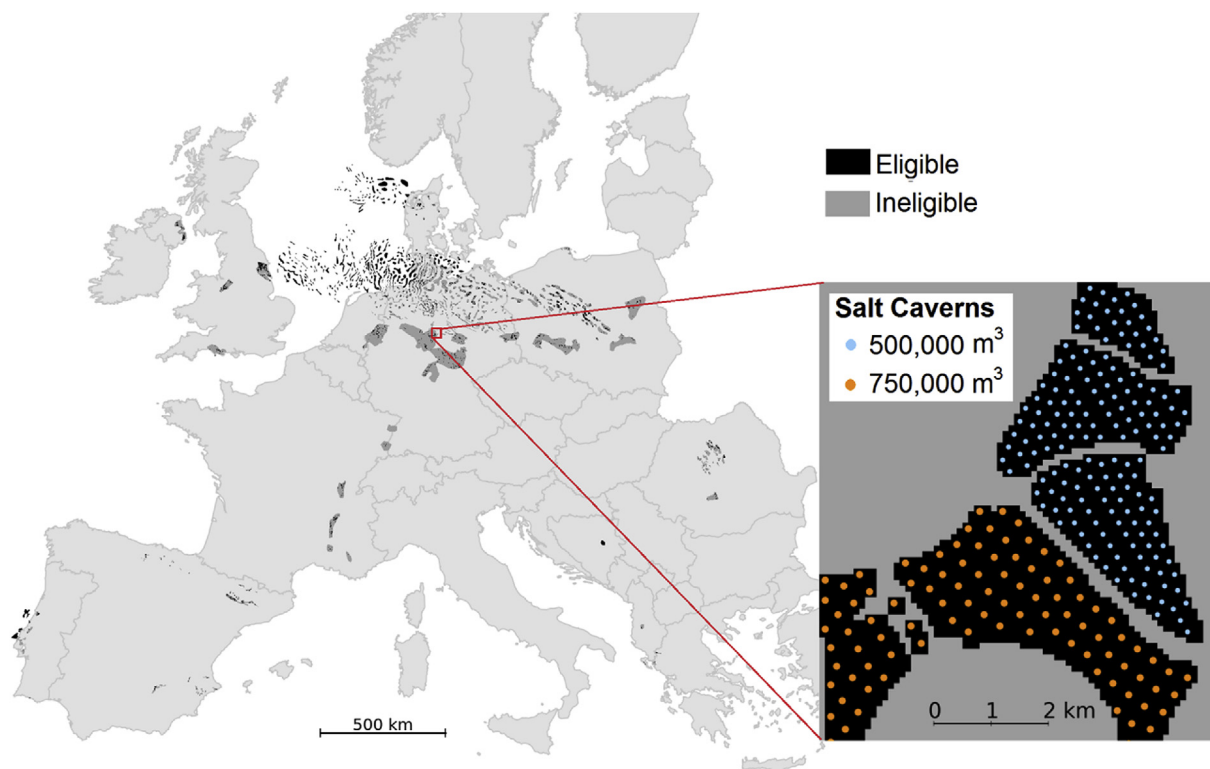 Eligible
Ineligible
Salt Caverns
500,000 m³
750,000 m³
0 1 2 km
500 km